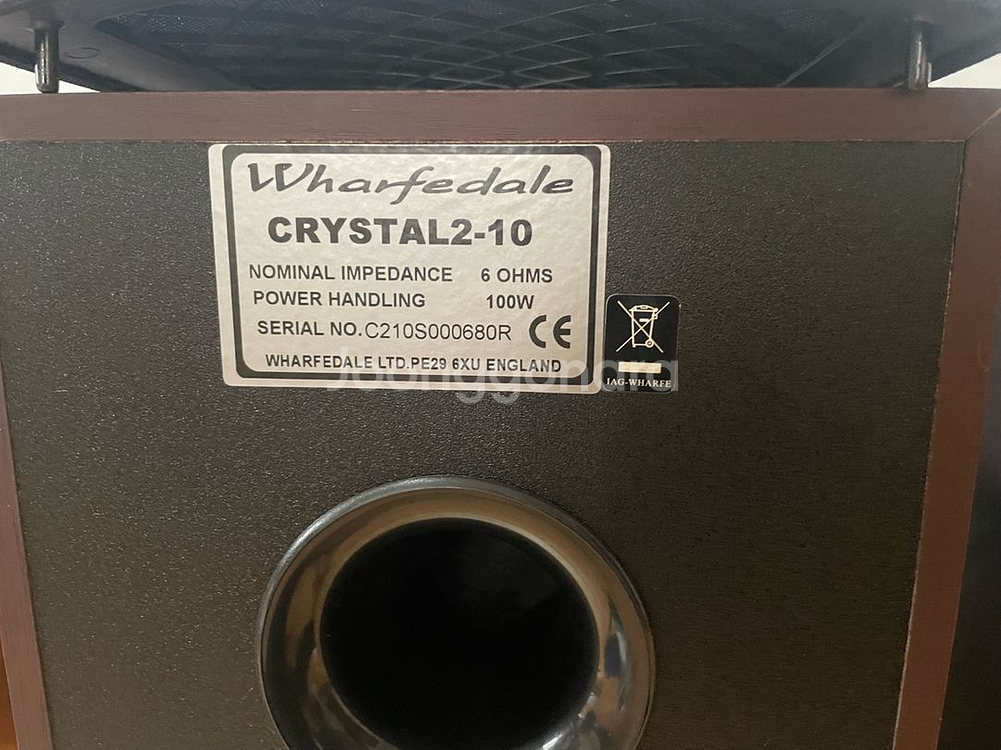 Wharfedale
CRYSTAL2-10
NOMINAL IMPEDANCE 6 OHMS
POWER HANDLING 100W
SERIAL NO.C210S000680R CE
WHARFEDALE LTD.PE29 6XU ENGLAND
IAG-WHARFE
Joonggonara